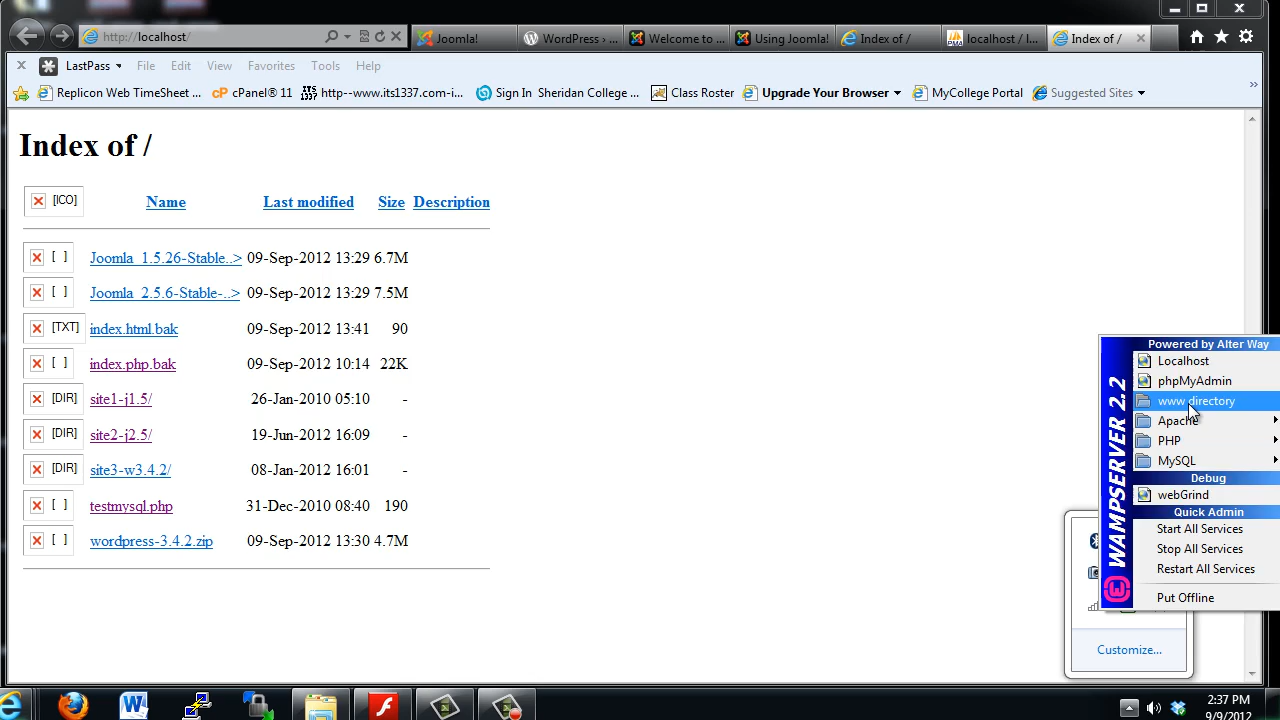 http://localhost/
Joomla!
WordPress › ...
Welcome to ...
Using Joomla!
Index of /
localhost / l...
Index of /
LastPass
File
Edit
View
Favorites
Tools
Help
Replicon Web TimeSheet ...
cP cPanel® 11
http--www.its1337.com-i...
Sign In Sheridan College ...
Class Roster
Upgrade Your Browser
MyCollege Portal
Suggested Sites
Index of /
[ICO] Name Last modified Size Description
[ ] Joomla_1.5.26-Stable..> 09-Sep-2012 13:29 6.7M
[ ] Joomla_2.5.6-Stable-..> 09-Sep-2012 13:29 7.5M
[TXT] index.html.bak 09-Sep-2012 13:41 90
[ ] index.php.bak 09-Sep-2012 10:14 22K
[DIR] site1-j1.5/ 26-Jan-2010 05:10 -
[DIR] site2-j2.5/ 19-Jun-2012 16:09 -
[DIR] site3-w3.4.2/ 08-Jan-2012 16:01 -
[ ] testmysql.php 31-Dec-2010 08:40 190
[ ] wordpress-3.4.2.zip 09-Sep-2012 13:30 4.7M
WAMPSERVER 2.2
Powered by Alter Way
Localhost
phpMyAdmin
www directory
Apache
PHP
MySQL
Debug
webGrind
Quick Admin
Start All Services
Stop All Services
Restart All Services
Put Offline
Customize...
2:37 PM
9/9/2012